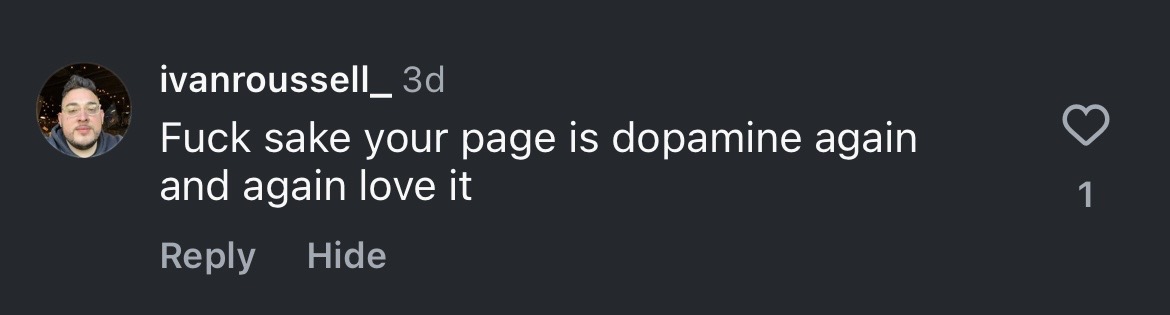 ivanroussell_ 3d
Fuck sake your page is dopamine again
and again love it
1
Reply Hide